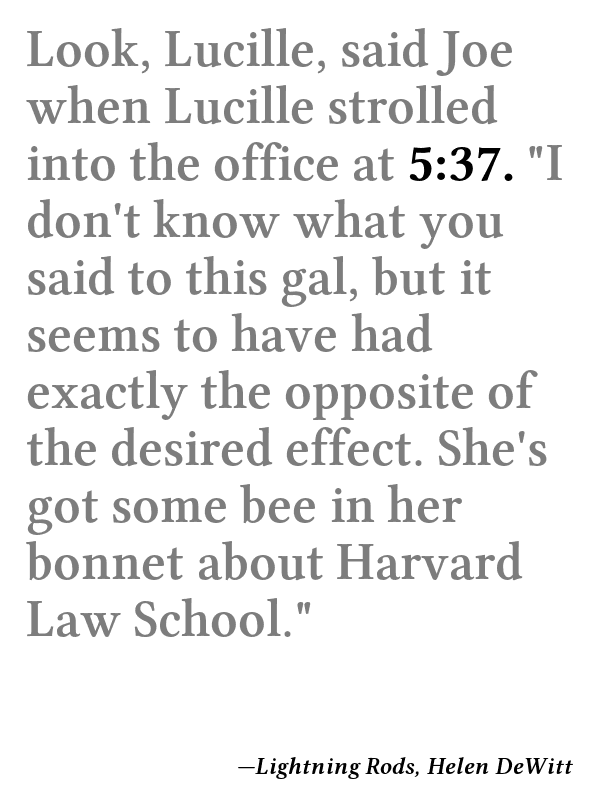 Look, Lucille, said Joe
when Lucille strolled
into the office at 5:37. "I
don't know what you
said to this gal, but it
seems to have had
exactly the opposite of
the desired effect. She's
got some bee in her
bonnet about Harvard
Law School."
—Lightning Rods, Helen DeWitt